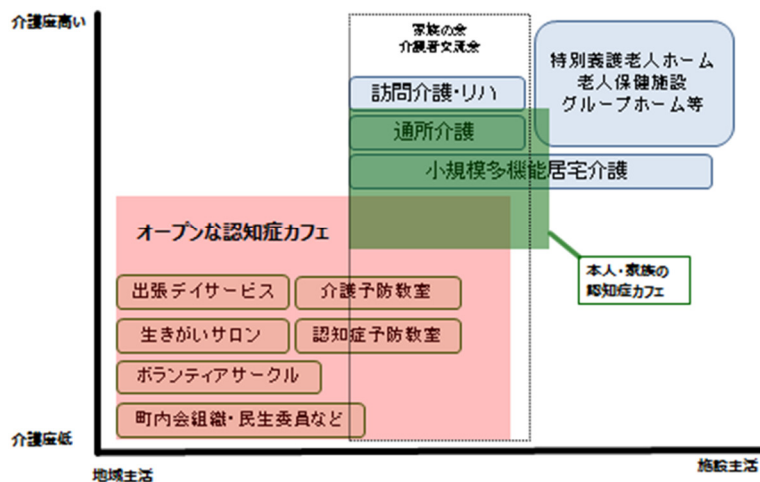 介護座高い
家族の会
介護者交流会
特別養護老人ホーム
老人保健施設
グループホーム等
訪問介護・リハ
通所介護
小規模多機能居宅介護
オープンな認知症カフェ
本人・家族の
認知症カフェ
出張デイサービス
介護予防教室
生きがいサロン
認知症予防教室
ボランティアサークル
町内会組織・民生委員など
介護座低
地域生活
施設生活